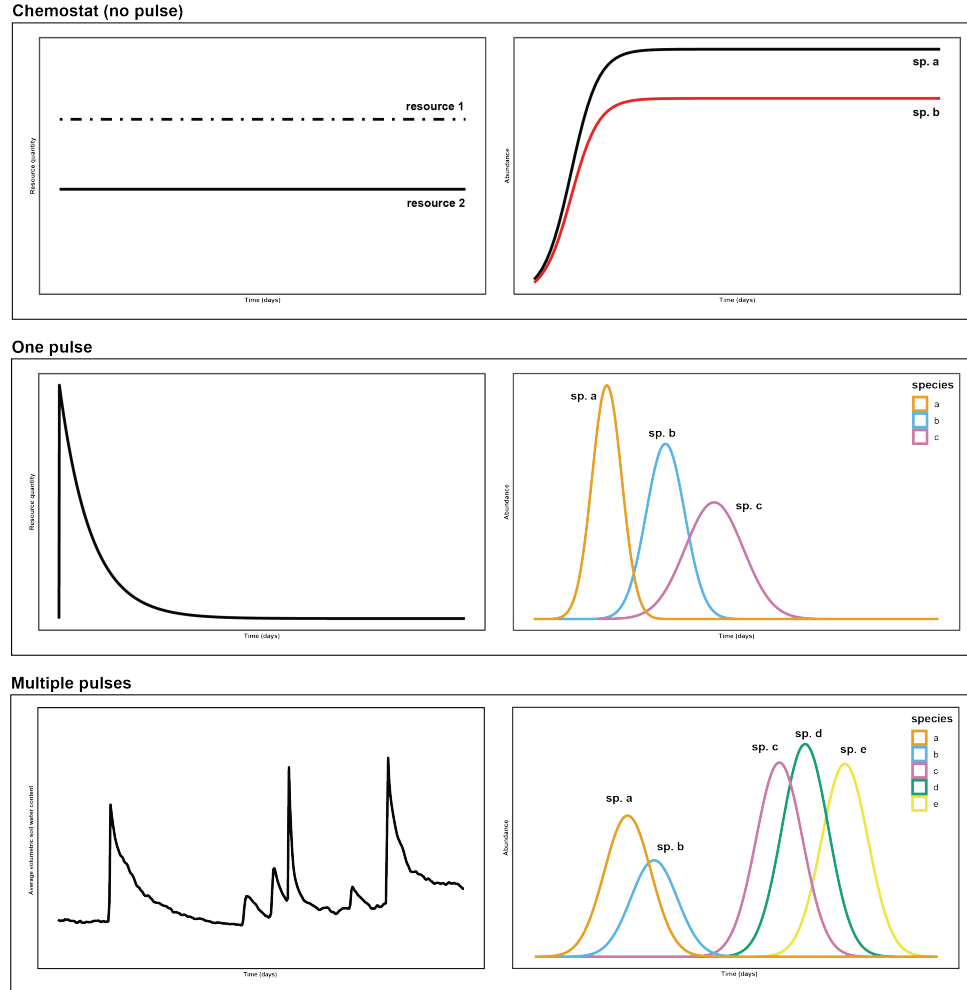 Chemostat (no pulse)
resource 1
resource 2
Resource quantity
Time (days)
sp. a
sp. b
Abundance
Time (days)
One pulse
Resource quantity
Time (days)
sp. a
sp. b
sp. c
species
a
b
c
Abundance
Time (days)
Multiple pulses
Average volumetric soil water content
Time (days)
sp. a
sp. b
sp. c
sp. d
sp. e
species
a
b
c
d
e
Abundance
Time (days)